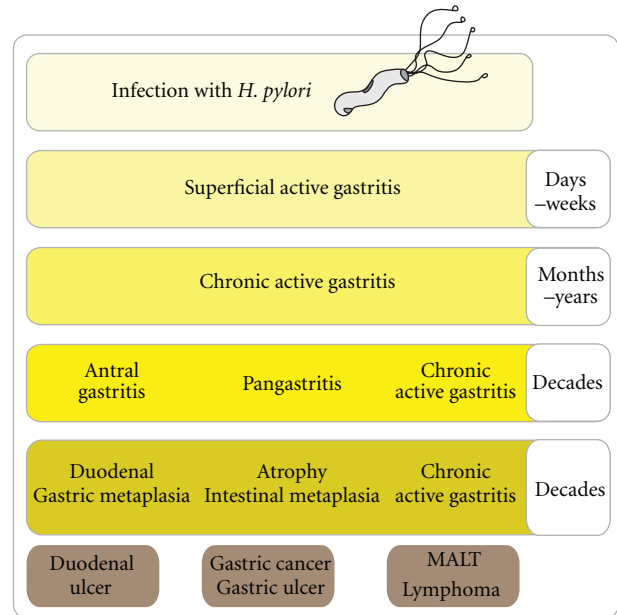 Infection with H. pylori
Superficial active gastritis
Days
–weeks
Chronic active gastritis
Months
–years
Antral
gastritis
Pangastritis
Chronic
active gastritis
Decades
Duodenal
Gastric metaplasia
Atrophy
Intestinal metaplasia
Chronic
active gastritis
Decades
Duodenal
ulcer
Gastric cancer
Gastric ulcer
MALT
Lymphoma